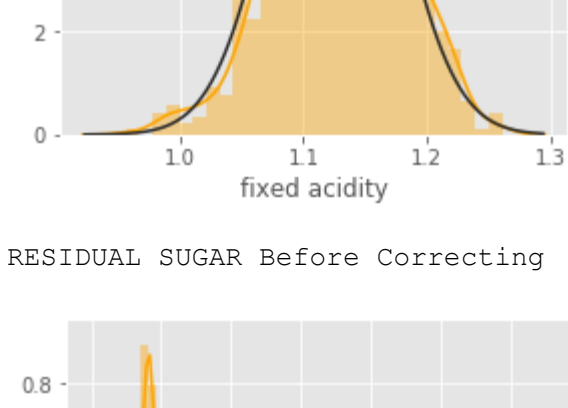 2
0
1.0 1.1 1.2 1.3
fixed acidity
RESIDUAL SUGAR Before Correcting
0.8